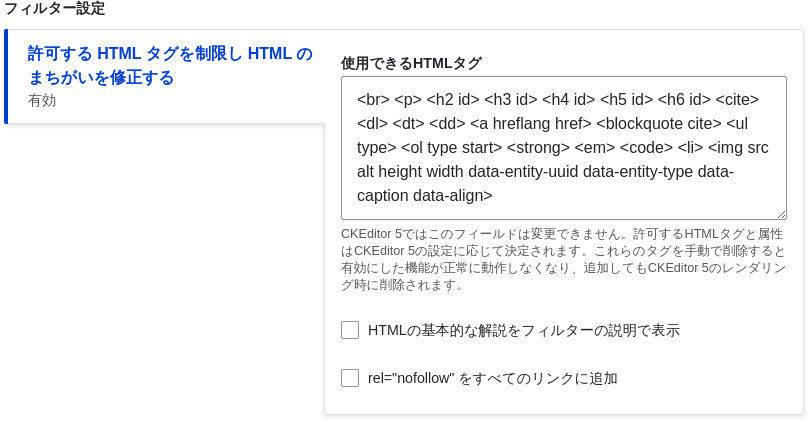 フィルター設定
許可する HTML タグを制限し HTML の
まちがいを修正する
有効
使用できるHTMLタグ
<br> <p> <h2 id> <h3 id> <h4 id> <h5 id> <h6 id> <cite>
<dl> <dt> <dd> <a hreflang href> <blockquote cite> <ul
type> <ol type start> <strong> <em> <code> <li> <img src
alt height width data-entity-uuid data-entity-type data-
caption data-align>
CKEditor 5ではこのフィールドは変更できません。許可するHTMLタグと属性
はCKEditor 5の設定に応じて決定されます。これらのタグを手動で削除すると
有効にした機能が正常に動作しなくなり、追加してもCKEditor 5のレンダリン
グ時に削除されます。
HTMLの基本的な解説をフィルターの説明で表示
rel="nofollow" をすべてのリンクに追加